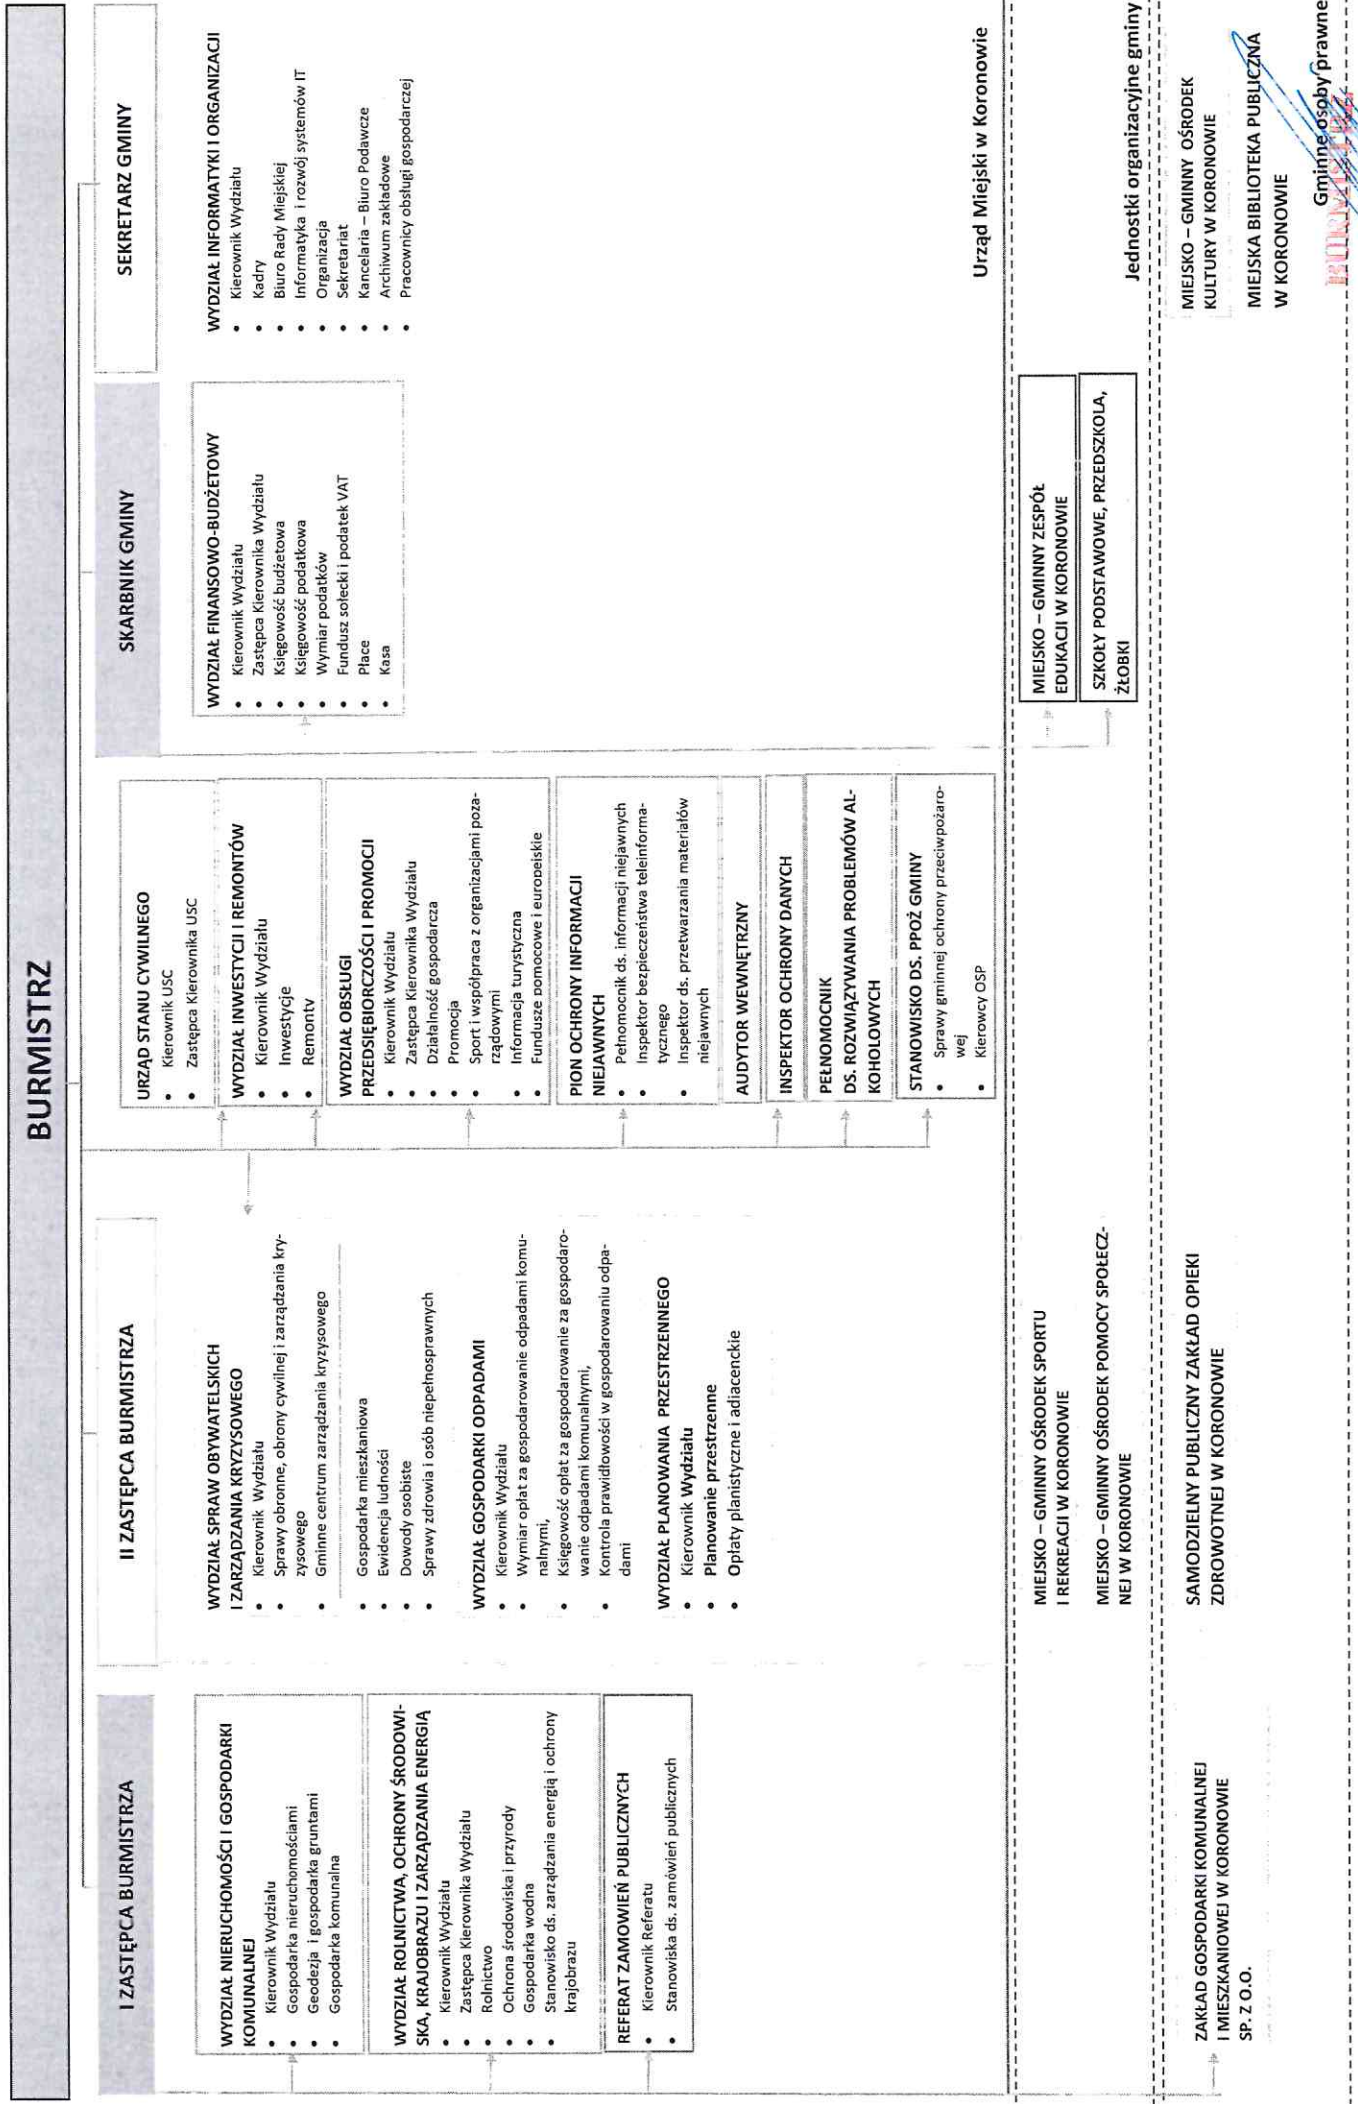 BURMISTRZ
I ZASTĘPCA BURMISTRZA
WYDZIAŁ NIERUCHOMOŚCI I GOSPODARKI
KOMUNALNEJ
• Kierownik Wydziału
• Gospodarka nieruchomościami
• Geodezja i gospodarka gruntami
• Gospodarka komunalna
WYDZIAŁ ROLNICTWA, OCHRONY ŚRODOWI-
SKA, KRAJOBRAZU I ZARZĄDZANIA ENERGIĄ
• Kierownik Wydziału
• Zastępca Kierownika Wydziału
• Rolnictwo
• Ochrona środowiska i przyrody
• Gospodarka wodna
• Stanowisko ds. zarządzania energią i ochrony
krajobrazu
REFERAT ZAMOWIEŃ PUBLICZNYCH
• Kierownik Referatu
• Stanowiska ds. zamówień publicznych
II ZASTĘPCA BURMISTRZA
WYDZIAŁ SPRAW OBYWATELSKICH
I ZARZĄDZANIA KRYZYSOWEGO
• Kierownik Wydziału
• Sprawy obronne, obrony cywilnej i zarządzania kry-
zysowego
• Gminne centrum zarządzania kryzysowego
• Gospodarka mieszkaniowa
• Ewidencja ludności
• Dowody osobiste
• Sprawy zdrowia i osób niepełnosprawnych
WYDZIAŁ GOSPODARKI ODPADAMI
• Kierownik Wydziału
• Wymiar opłat za gospodarowanie odpadami komu-
nalnymi,
• Księgowość opłat za gospodarowanie za gospodaro-
wanie odpadami komunalnymi,
• Kontrola prawidłowości w gospodarowaniu odpa-
dami
WYDZIAŁ PLANOWANIA PRZESTRZENNEGO
• Kierownik Wydziału
• Planowanie przestrzenne
• Opłaty planistyczne i adiacenckie
URZĄD STANU CYWILNEGO
• Kierownik USC
• Zastępca Kierownika USC
WYDZIAŁ INWESTYCJI I REMONTÓW
• Kierownik Wydziału
• Inwestycje
• Remonty
WYDZIAŁ OBSŁUGI
PRZEDSIĘBIORCZOŚCI I PROMOCJI
• Kierownik Wydziału
• Zastępca Kierownika Wydziału
• Działalność gospodarcza
• Promocja
• Sport i współpraca z organizacjami poza-
rządowymi
• Informacja turystyczna
• Fundusze pomocowe i europejskie
PION OCHRONY INFORMACJI
NIEJAWNYCH
• Pełnomocnik ds. informacji niejawnych
• Inspektor bezpieczeństwa teleinforma-
tycznego
• Inspektor ds. przetwarzania materiałów
niejawnych
AUDYTOR WEWNĘTRZNY
INSPEKTOR OCHRONY DANYCH
PEŁNOMOCNIK
DS. ROZWIĄZYWANIA PROBLEMÓW AL-
KOHOLOWYCH
STANOWISKO DS. PPOŻ GMINY
• Sprawy gminnej ochrony przeciwpożaro-
wej
• Kierowcy OSP
SKARBNIK GMINY
WYDZIAŁ FINANSOWO-BUDŻETOWY
• Kierownik Wydziału
• Zastępca Kierownika Wydziału
• Księgowość budżetowa
• Księgowość podatkowa
• Wymiar podatków
• Fundusz sołecki i podatek VAT
• Płace
• Kasa
SEKRETARZ GMINY
WYDZIAŁ INFORMATYKI I ORGANIZACJI
• Kierownik Wydziału
• Kadry
• Biuro Rady Miejskiej
• Informatyka i rozwój systemów IT
• Organizacja
• Sekretariat
• Kancelaria – Biuro Podawcze
• Archiwum zakładowe
• Pracownicy obsługi gospodarczej
Urząd Miejski w Koronowie
MIEJSKO – GMINNY OŚRODEK SPORTU
I REKREACJI W KORONOWIE
MIEJSKO – GMINNY OŚRODEK POMOCY SPOŁECZ-
NEJ W KORONOWIE
MIEJSKO – GMINNY ZESPÓŁ
EDUKACJI W KORONOWIE
SZKOŁY PODSTAWOWE, PRZEDSZKOLA,
ŻŁOBKI
Jednostki organizacyjne gminy
ZAKŁAD GOSPODARKI KOMUNALNEJ
I MIESZKANIOWEJ W KORONOWIE
SP. Z O.O.
SAMODZIELNY PUBLICZNY ZAKŁAD OPIEKI
ZDROWOTNEJ W KORONOWIE
MIEJSKO – GMINNY OŚRODEK
KULTURY W KORONOWIE
MIEJSKA BIBLIOTEKA PUBLICZNA
W KORONOWIE
Gminne osoby prawne
BURMISTRZ